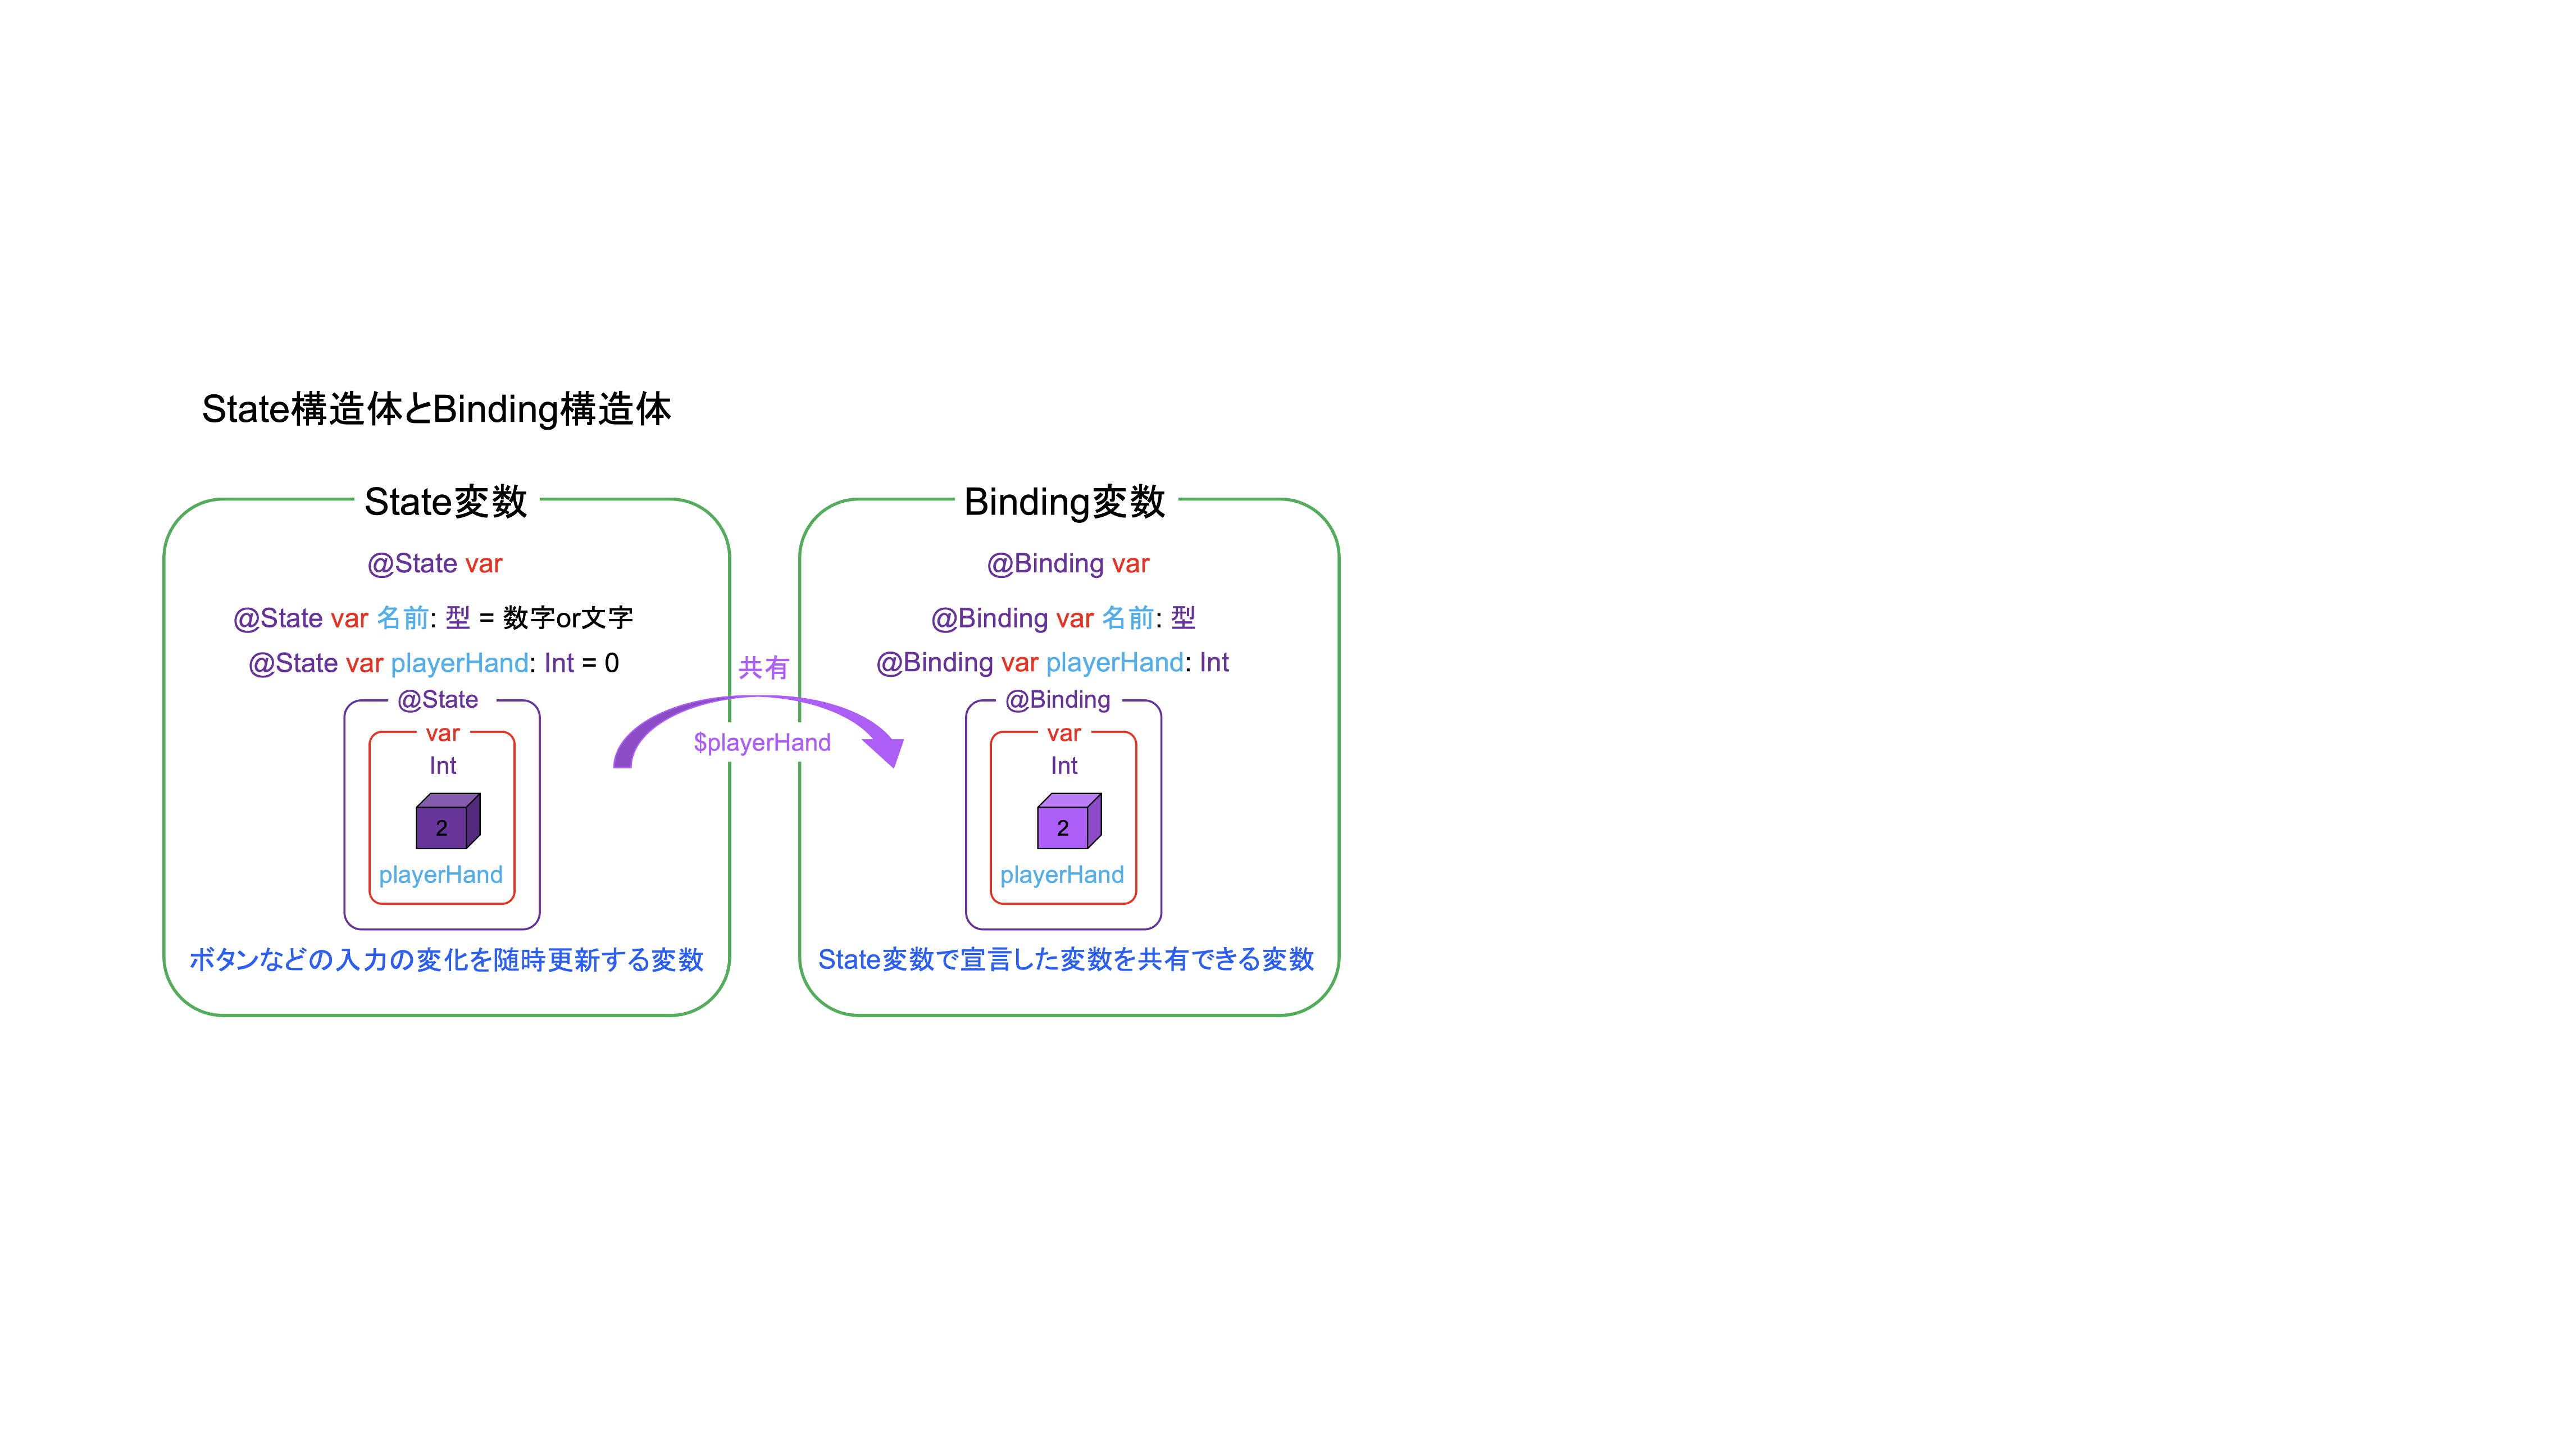 State構造体とBinding構造体
State変数
@State var
@State var 名前: 型 = 数字or文字
@State var playerHand: Int = 0
@State
var
Int
2
playerHand
ボタンなどの入力の変化を随時更新する変数
共有
$playerHand
Binding変数
@Binding var
@Binding var 名前: 型
@Binding var playerHand: Int
@Binding
var
Int
2
playerHand
State変数で宣言した変数を共有できる変数